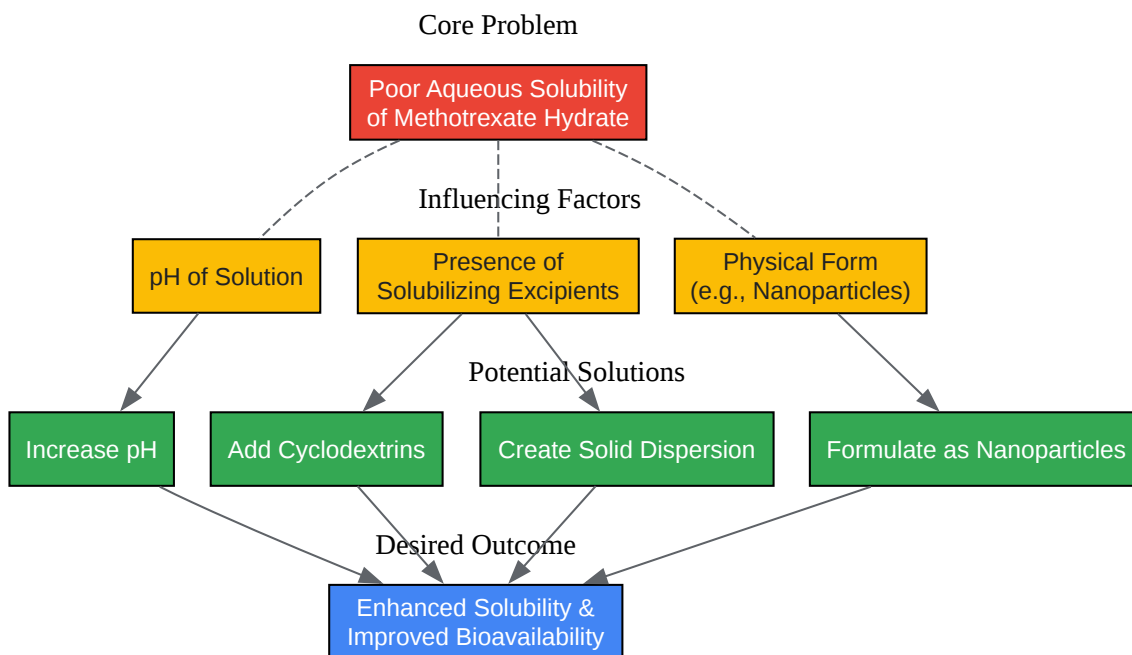 Core Problem
Poor Aqueous Solubility
of Methotrexate Hydrate
Influencing Factors
pH of Solution
Presence of
Solubilizing Excipients
Physical Form
(e.g., Nanoparticles)
Potential Solutions
Increase pH
Add Cyclodextrins
Create Solid Dispersion
Formulate as Nanoparticles
Desired Outcome
Enhanced Solubility &
Improved Bioavailability